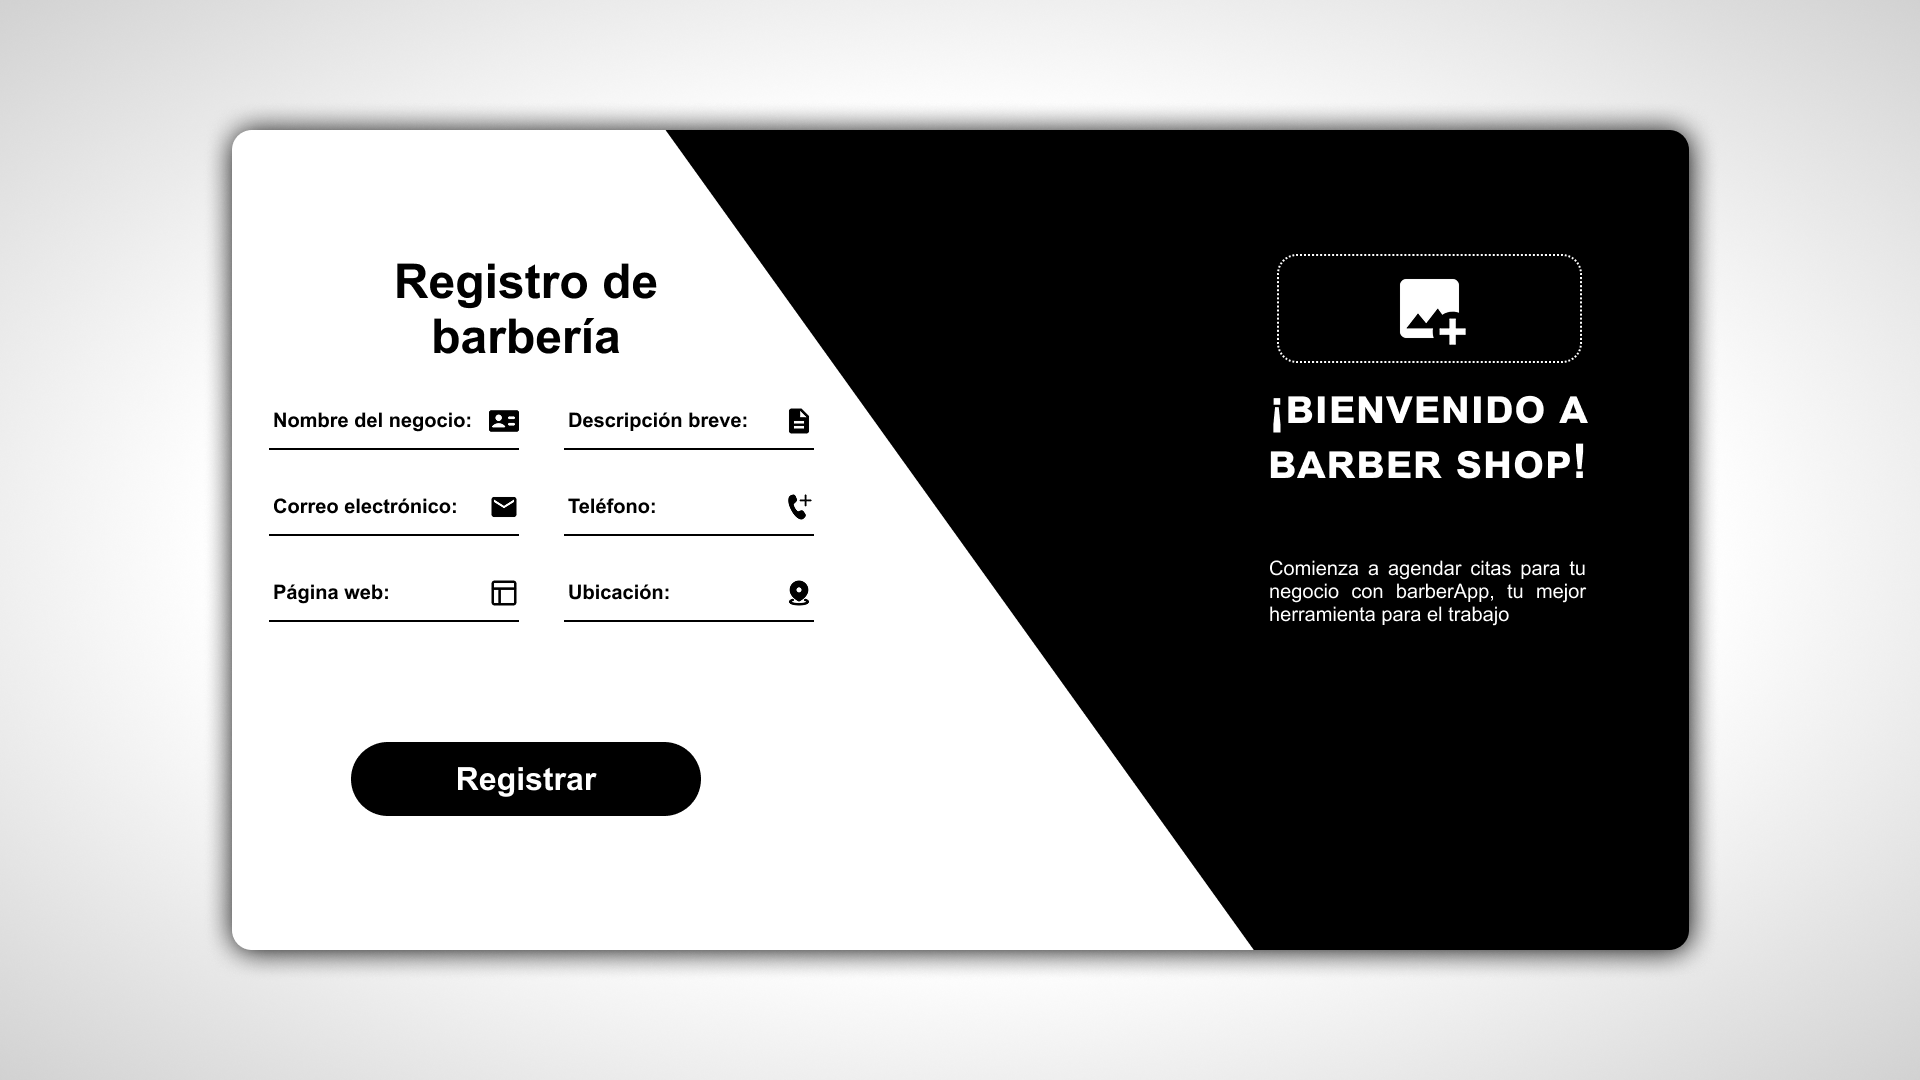 Registro de
barbería
Nombre del negocio:
Descripción breve:
Correo electrónico:
Teléfono:
Página web:
Ubicación:
Registrar
¡BIENVENIDO A
BARBER SHOP!
Comienza a agendar citas para tu
negocio con barberApp, tu mejor
herramienta para el trabajo